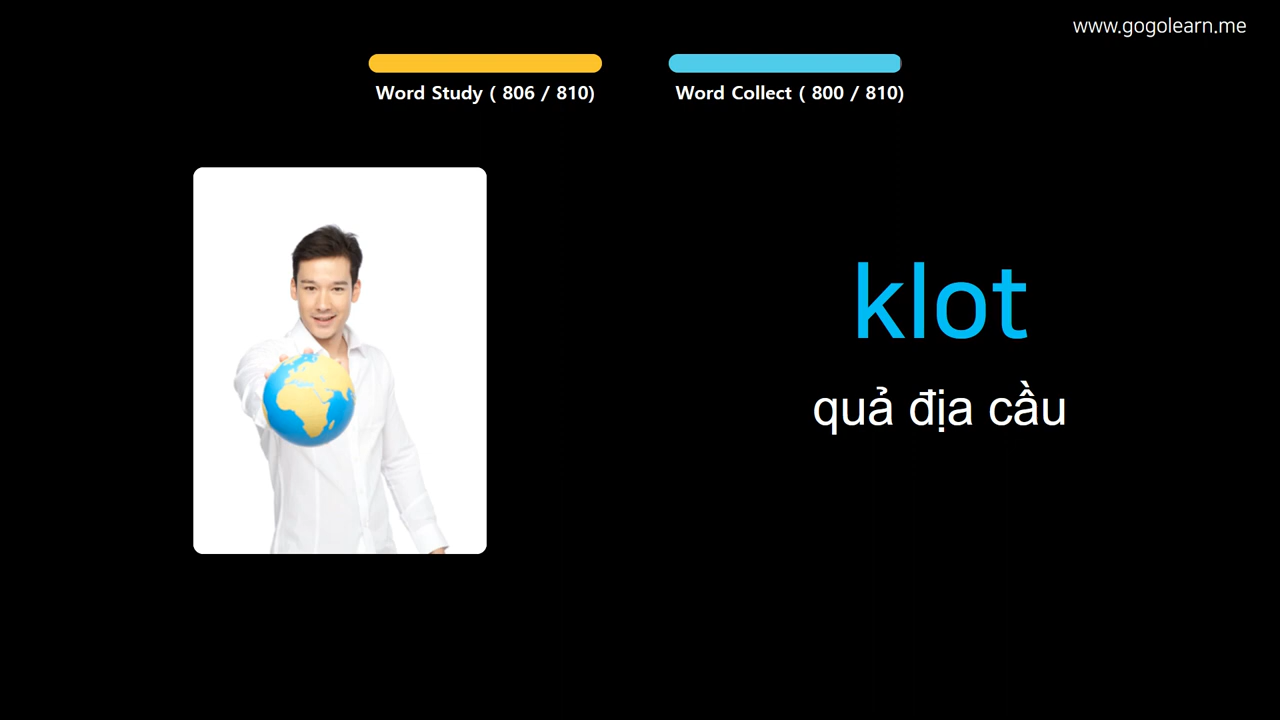 www.gogolearn.me
Word Study ( 806 / 810)
Word Collect ( 800 / 810)
klot
quả địa cầu